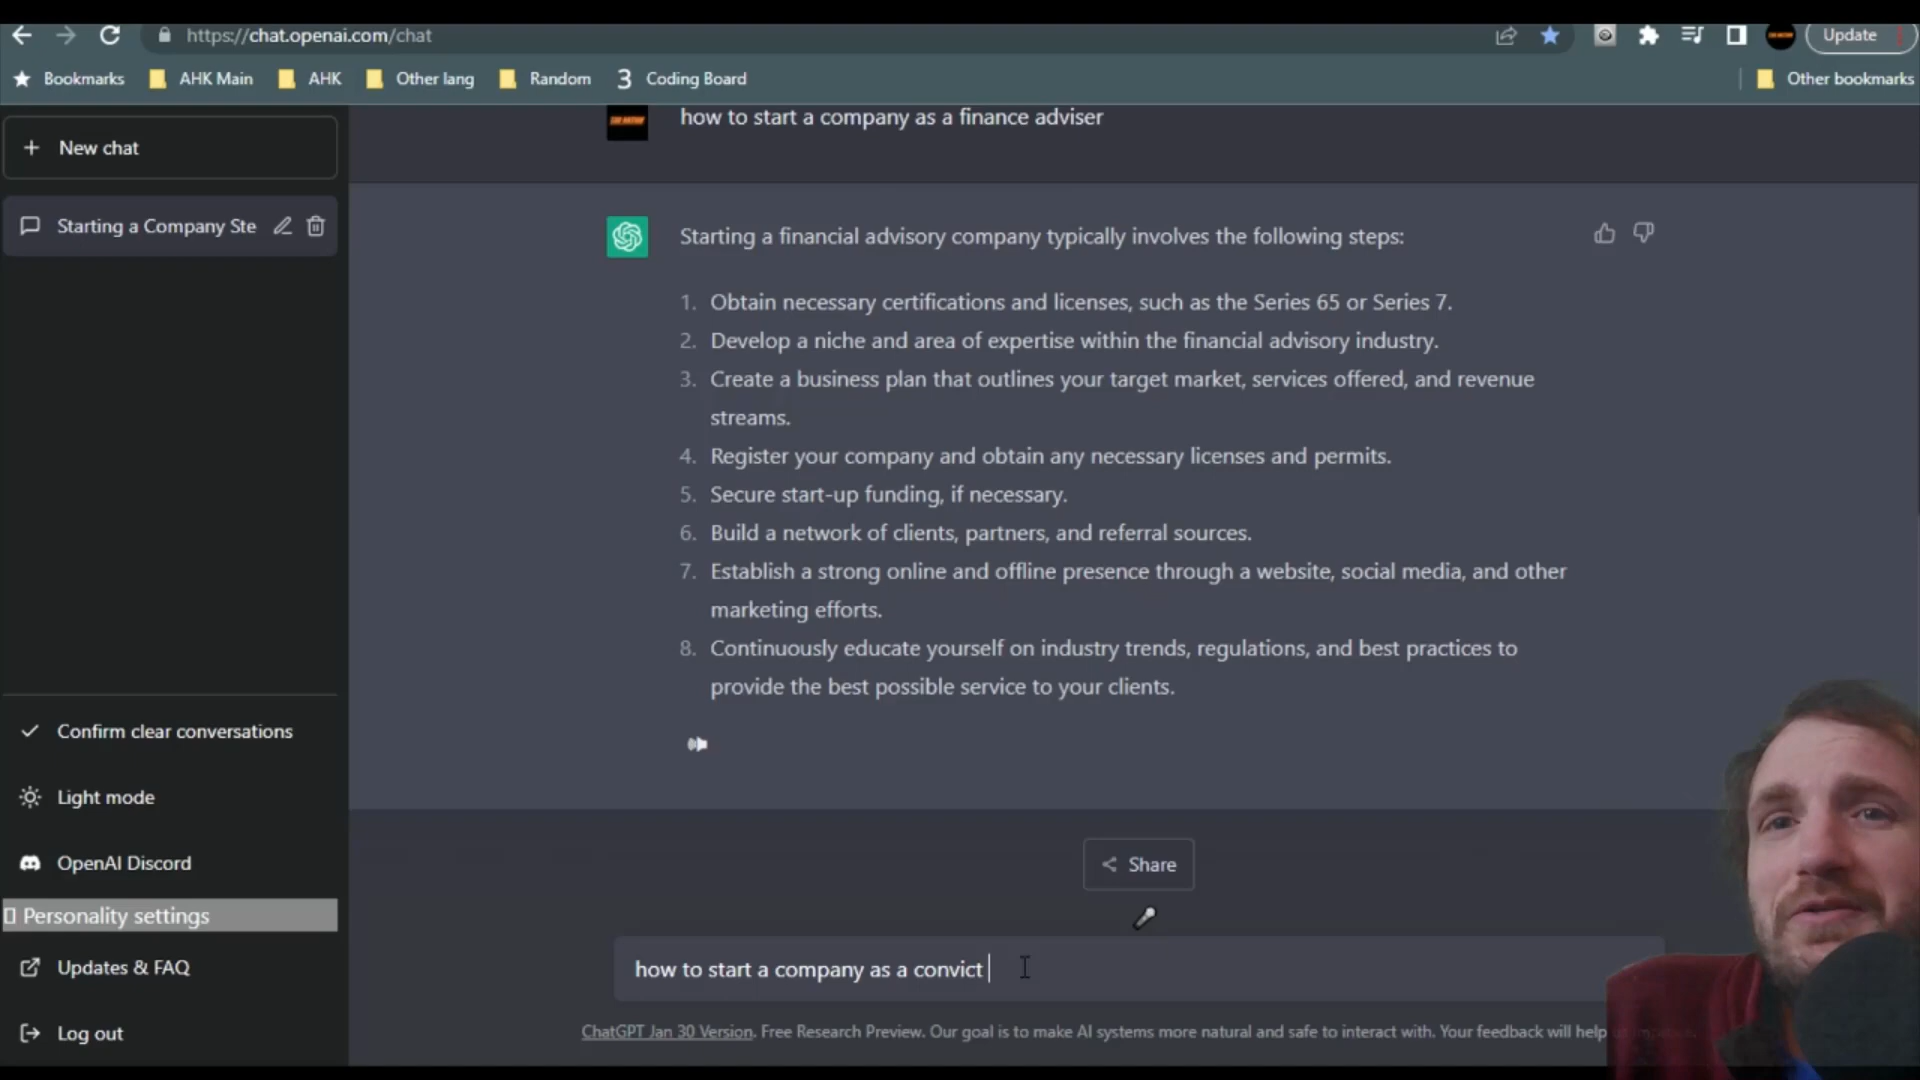 https://chat.openai.com/chat
Update
Bookmarks
AHK Main
AHK
Other lang
Random
3 Coding Board
Other bookmarks
New chat
Starting a Company Ste
Confirm clear conversations
Light mode
OpenAI Discord
Personality settings
Updates & FAQ
Log out
how to start a company as a finance adviser
Starting a financial advisory company typically involves the following steps:
1. Obtain necessary certifications and licenses, such as the Series 65 or Series 7.
2. Develop a niche and area of expertise within the financial advisory industry.
3. Create a business plan that outlines your target market, services offered, and revenue
streams.
4. Register your company and obtain any necessary licenses and permits.
5. Secure start-up funding, if necessary.
6. Build a network of clients, partners, and referral sources.
7. Establish a strong online and offline presence through a website, social media, and other
marketing efforts.
8. Continuously educate yourself on industry trends, regulations, and best practices to
provide the best possible service to your clients.
Share
how to start a company as a convict
ChatGPT Jan 30 Version. Free Research Preview. Our goal is to make AI systems more natural and safe to interact with. Your feedback will help